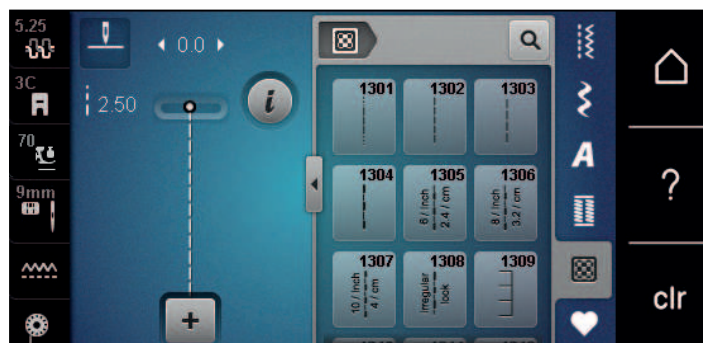 5.25
3C
70
9mm
0.0
2.50
i
+
1301
1302
1303
1304
1305
6 / Inch
2.4 / cm
1306
8 / Inch
3.2 / cm
1307
10 / Inch
4 / cm
1308
irregular
look
1309
A
?
clr